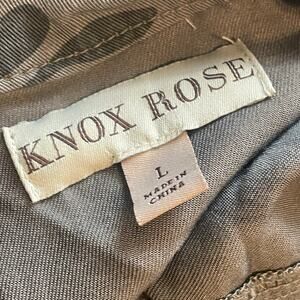 KNOX ROSE
L
MADE IN
CHINA